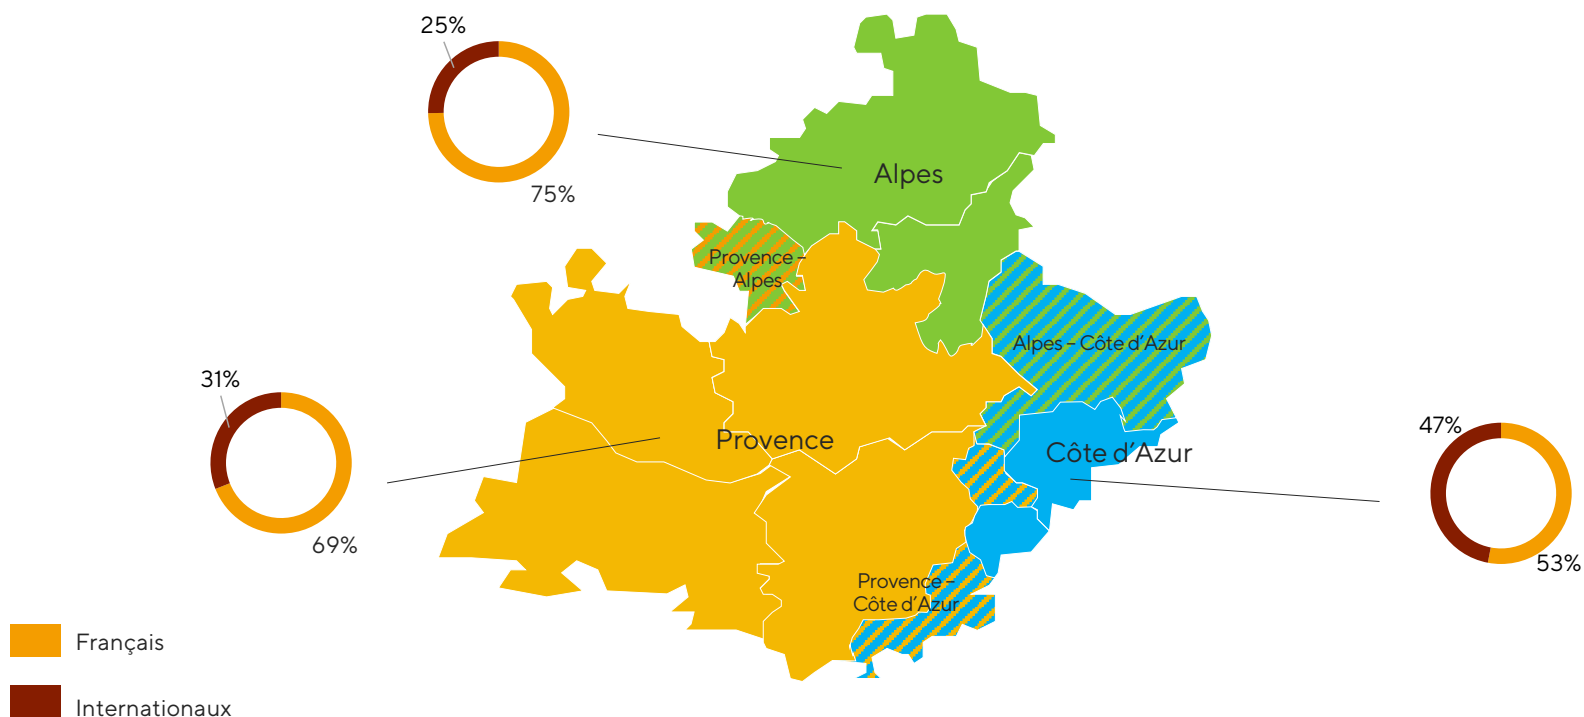 25%
75%
Alpes
Provence –
Alpes
Alpes – Côte d’Azur
31%
69%
Provence
Côte d’Azur
47%
53%
Provence –
Côte d’Azur
Français
Internationaux